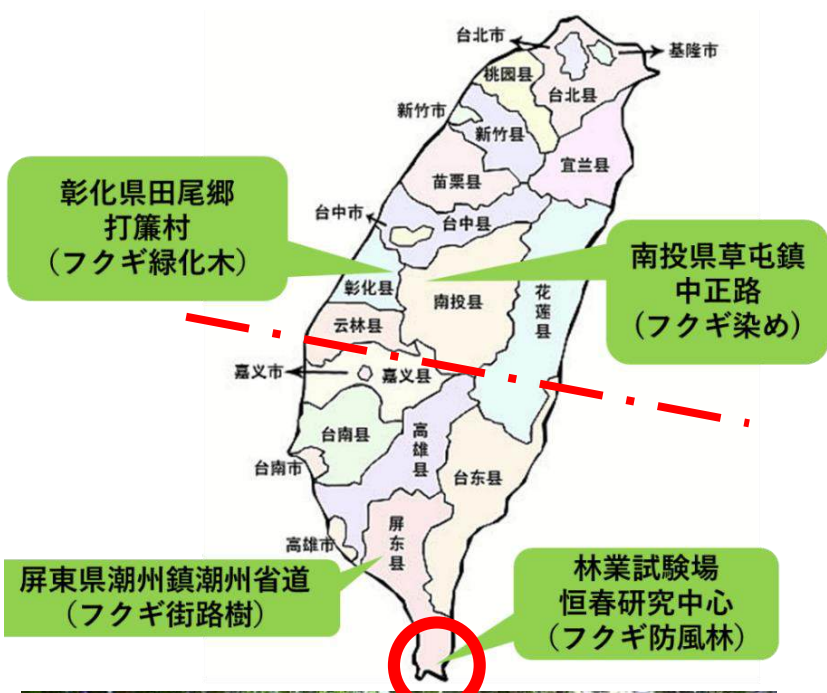 台北市
基隆市
桃园县
台北县
新竹市
新竹县
宜兰县
苗栗县
彰化県田尾郷
打簾村
（フクギ緑化木）
台中市
台中县
南投県草屯鎮
中正路
（フクギ染め）
彰化县
南投县
花莲县
云林县
嘉义市
嘉义县
台南县
高雄县
台南市
台东县
高雄市
屏东县
屏東県潮州鎮潮州省道
（フクギ街路樹）
林業試験場
恒春研究中心
（フクギ防風林）